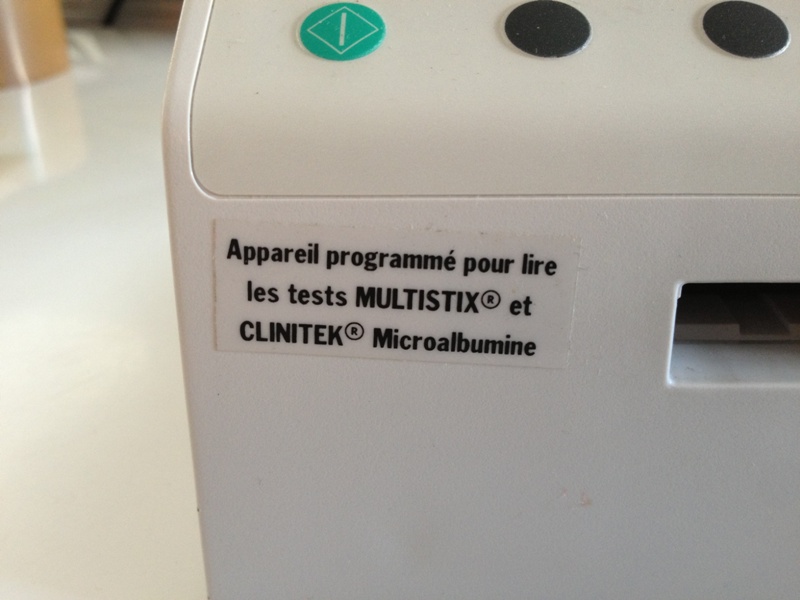 Appareil programmé pour lire
les tests MULTISTIX® et
CLINITEK® Microalbumine